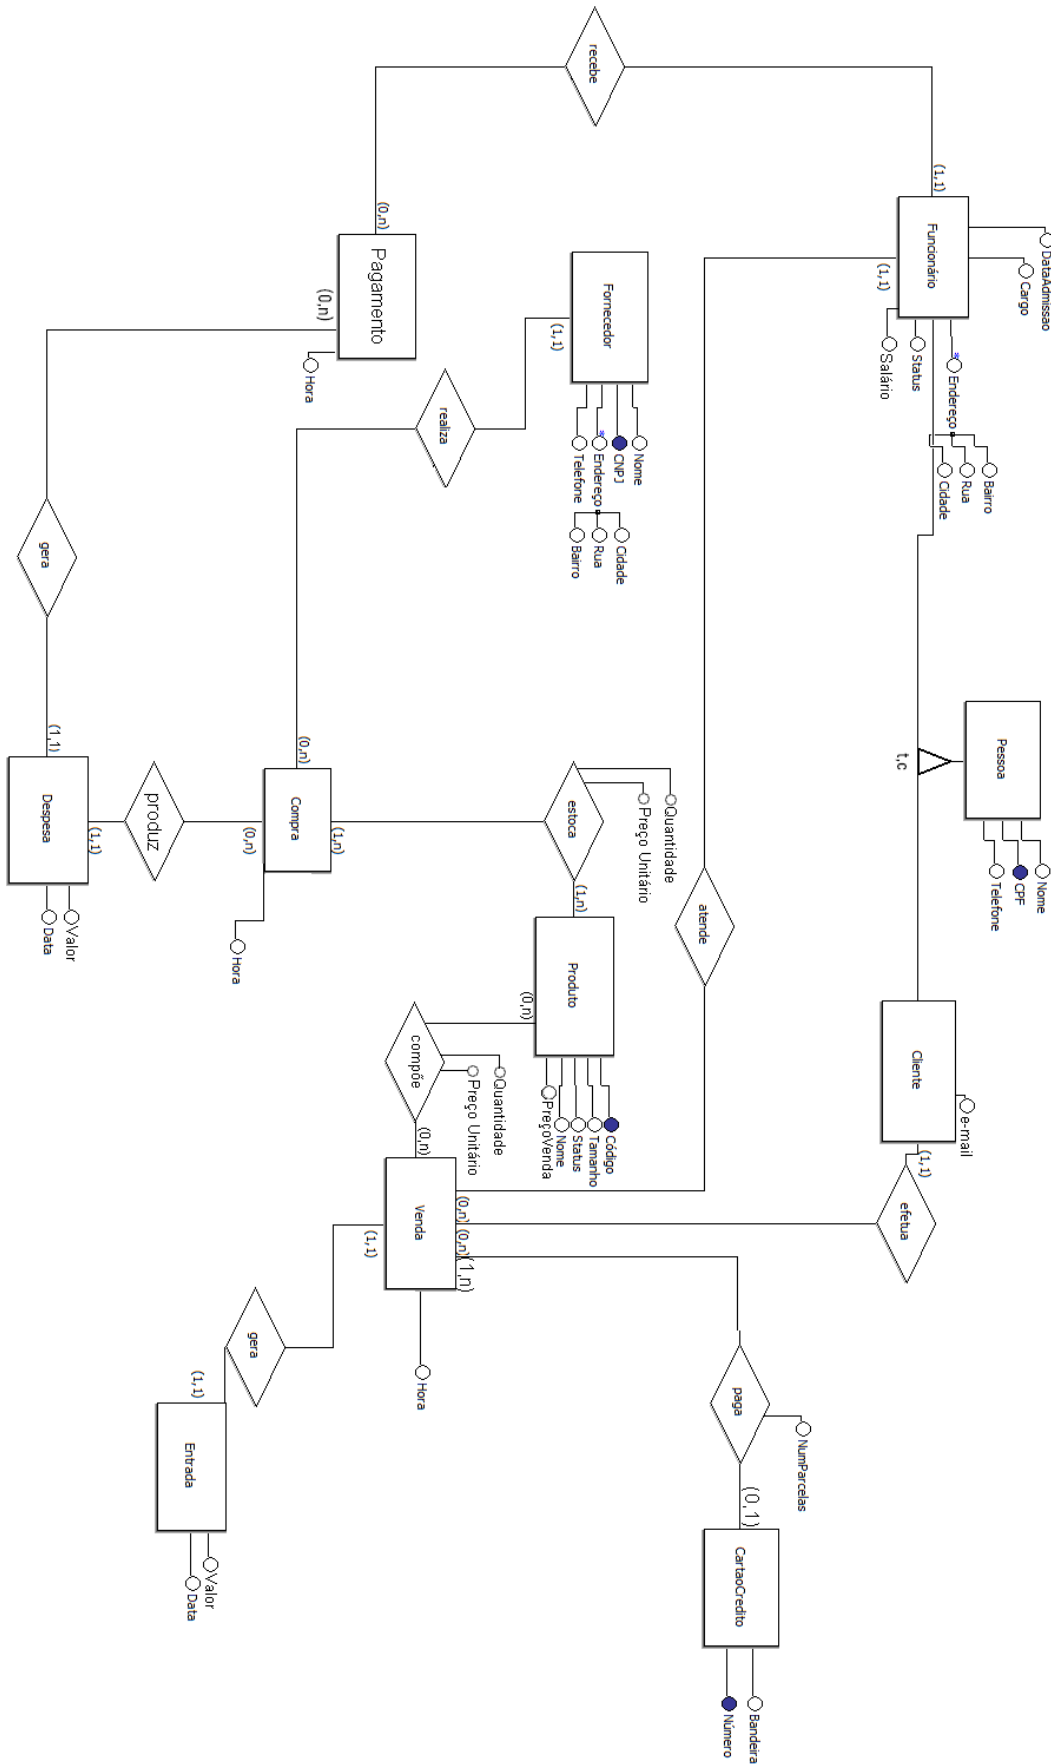 recebe
(1,1)
Funcionário
(1,1)
DataAdmissao
Cargo
Salário
Status
Endereço
Bairro
Rua
Cidade
(0,n)
Pagamento
(0,n)
Hora
Fornecedor
(1,1)
Nome
CNPJ
Endereço
Telefone
Cidade
Rua
Bairro
realiza
gera
(1,1)
Despesa
(1,1)
Valor
Data
produz
(0,n)
Compra
(0,n)
(1,n)
Hora
estoca
Quantidade
Preço Unitário
(1,n)
Produto
(0,n)
Código
Tamanho
Status
Nome
PreçoVenda
compõe
Quantidade
Preço Unitário
(0,n)
atende
Pessoa
t,c
Nome
CPF
Telefone
Cliente
e-mail
(1,1)
efetua
Venda
(0,n)
(0,n)
(1,n)
(1,1)
Hora
gera
(1,1)
Entrada
Valor
Data
paga
NumParcelas
(0,1)
CartaoCredito
Bandeira
Número